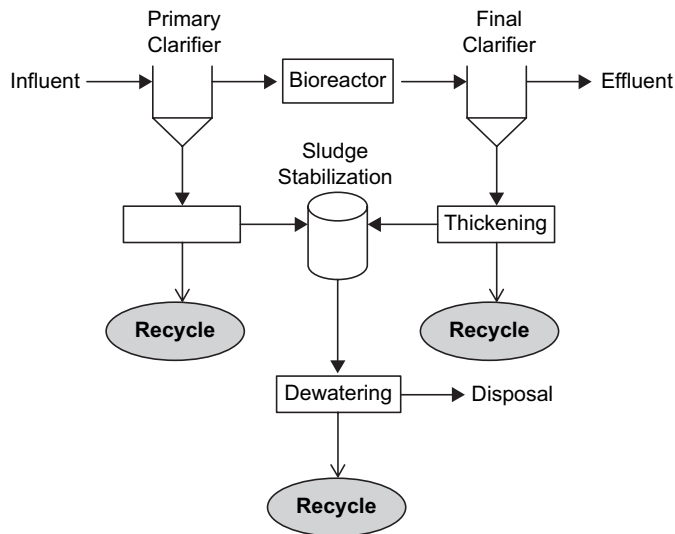 Primary
Clarifier
Final
Clarifier
Influent
Bioreactor
Effluent
Sludge
Stabilization
Thickening
Recycle
Recycle
Dewatering
Disposal
Recycle